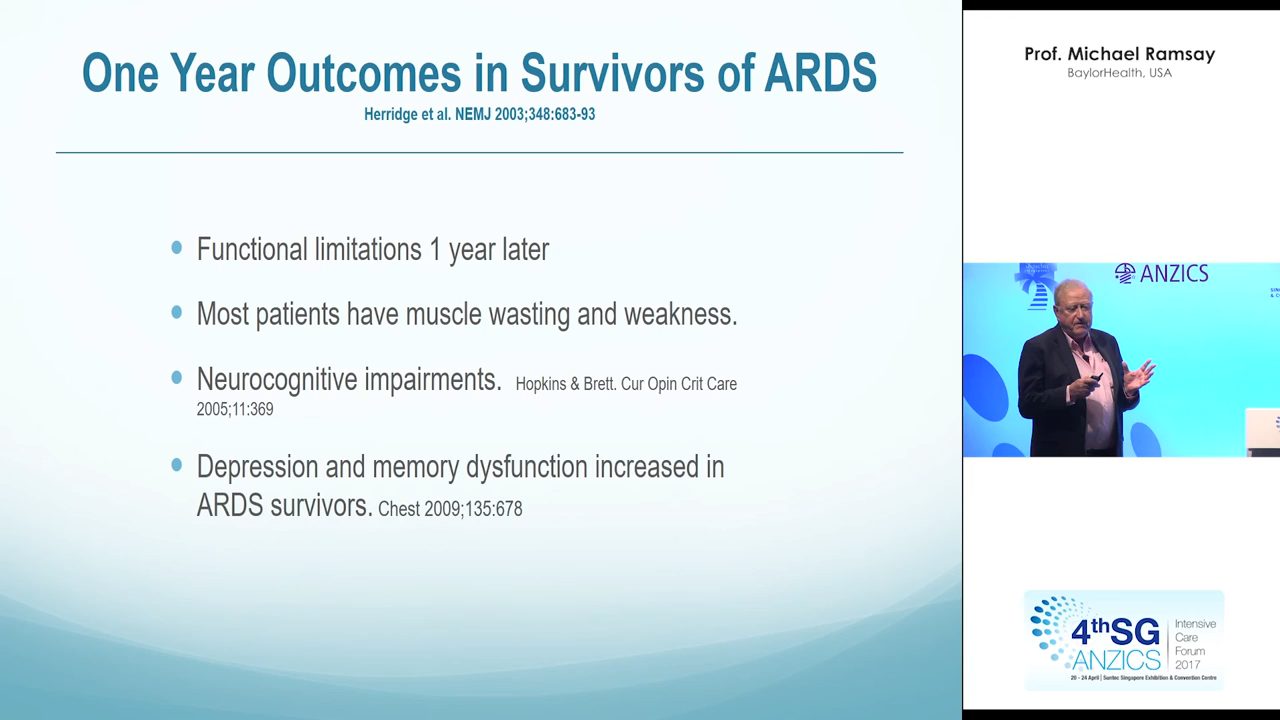 One Year Outcomes in Survivors of ARDS
Herridge et al. NEMJ 2003;348:683-93
• Functional limitations 1 year later
• Most patients have muscle wasting and weakness.
• Neurocognitive impairments. Hopkins & Brett. Cur Opin Crit Care
2005;11:369
• Depression and memory dysfunction increased in
ARDS survivors. Chest 2009;135:678
Prof. Michael Ramsay
BaylorHealth, USA
ANZICS
4thSG
ANZICS
Intensive
Care
Forum
2017
20 - 24 April | Suntec Singapore Exhibition & Convention Centre